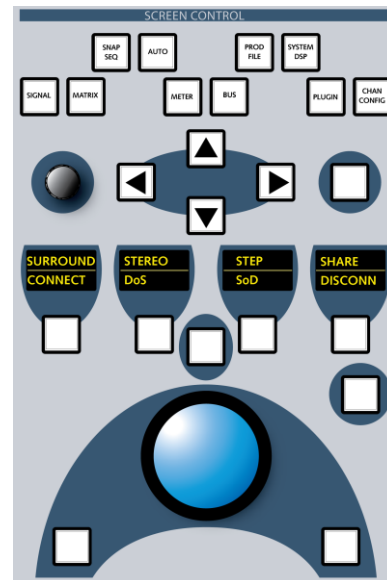 SCREEN CONTROL
SNAP
SEQ
AUTO
PROD
FILE
SYSTEM
DSP
SIGNAL
MATRIX
METER
BUS
PLUGIN
CHAN
CONFIG
SURROUND
CONNECT
STEREO
DoS
STEP
SoD
SHARE
DISCONN